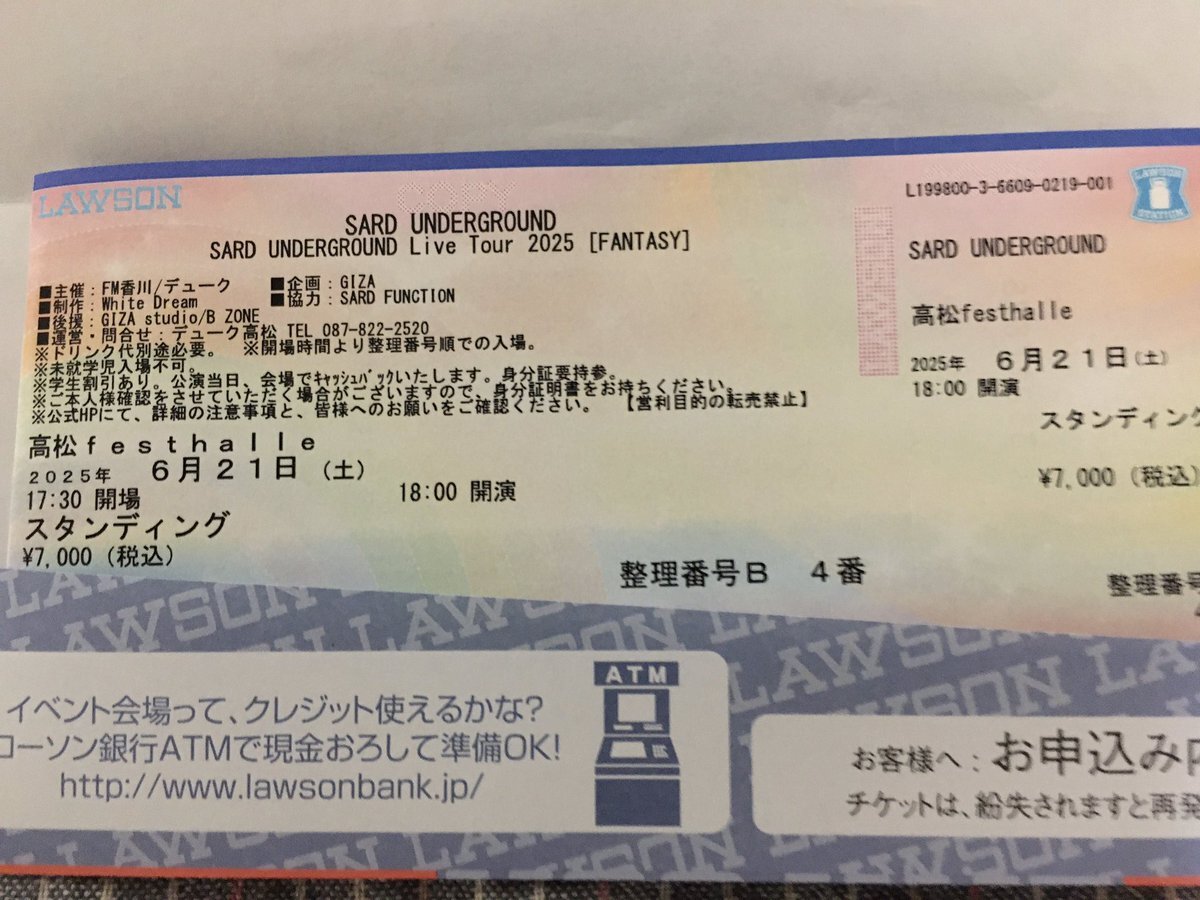 LAWSON
SARD UNDERGROUND
SARD UNDERGROUND Live Tour 2025 [FANTASY]
■主催：FM香川/デューク ■企画：GIZA
■制作：White Dream ■協力：SARD FUNCTION
■後援：GIZA studio/B ZONE
■運営・問合せ：デューク高松 TEL 087-822-2520
※ドリンク代別途必要。 ※開場時間より整理番号順での入場。
※未就学児入場不可。
※学生割引あり。公演当日、会場でｷｬｯｼｭﾊﾞｯｸいたします。身分証要持参。
※ご本人様確認をさせていただく場合がございますので、身分証明書をお持ちください。
※公式HPにて、詳細の注意事項と、皆様へのお願いをご確認ください。 【営利目的の転売禁止】
高松ｆｅｓｔｈａｌｌｅ
２０２５年 ６月２１日（土）
17:30 開場 18:00 開演
スタンディング
¥7,000（税込）
整理番号Ｂ ４番
L199800-3-6609-0219-001
LAWSON STATION
SARD UNDERGROUND
高松festhalle
2025年 ６月２１日（土）
18:00 開演
スタンディング
¥7,000（税込）
整理番号
イベント会場って、クレジット使えるかな?
ローソン銀行ATMで現金おろして準備OK!
http://www.lawsonbank.jp/
ATM
お客様へ：お申込み内
チケットは、紛失されますと再発